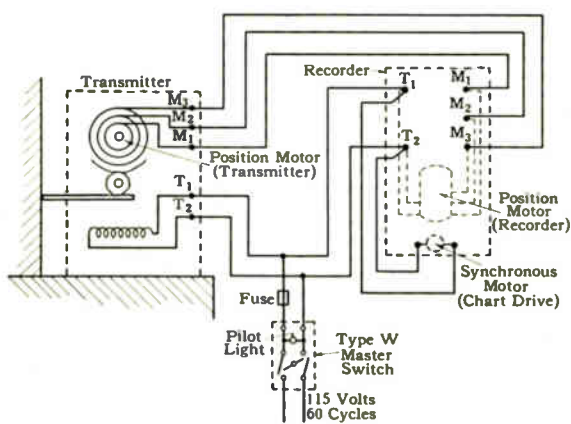 Transmitter
M3
M2
M1
Position Motor
(Transmitter)
T1
T2
Recorder
T1
M1
M2
T2
M3
Position
Motor
(Recorder)
Synchronous
Motor
(Chart Drive)
Fuse
Pilot
Light
Type W
Master
Switch
115 Volts
60 Cycles